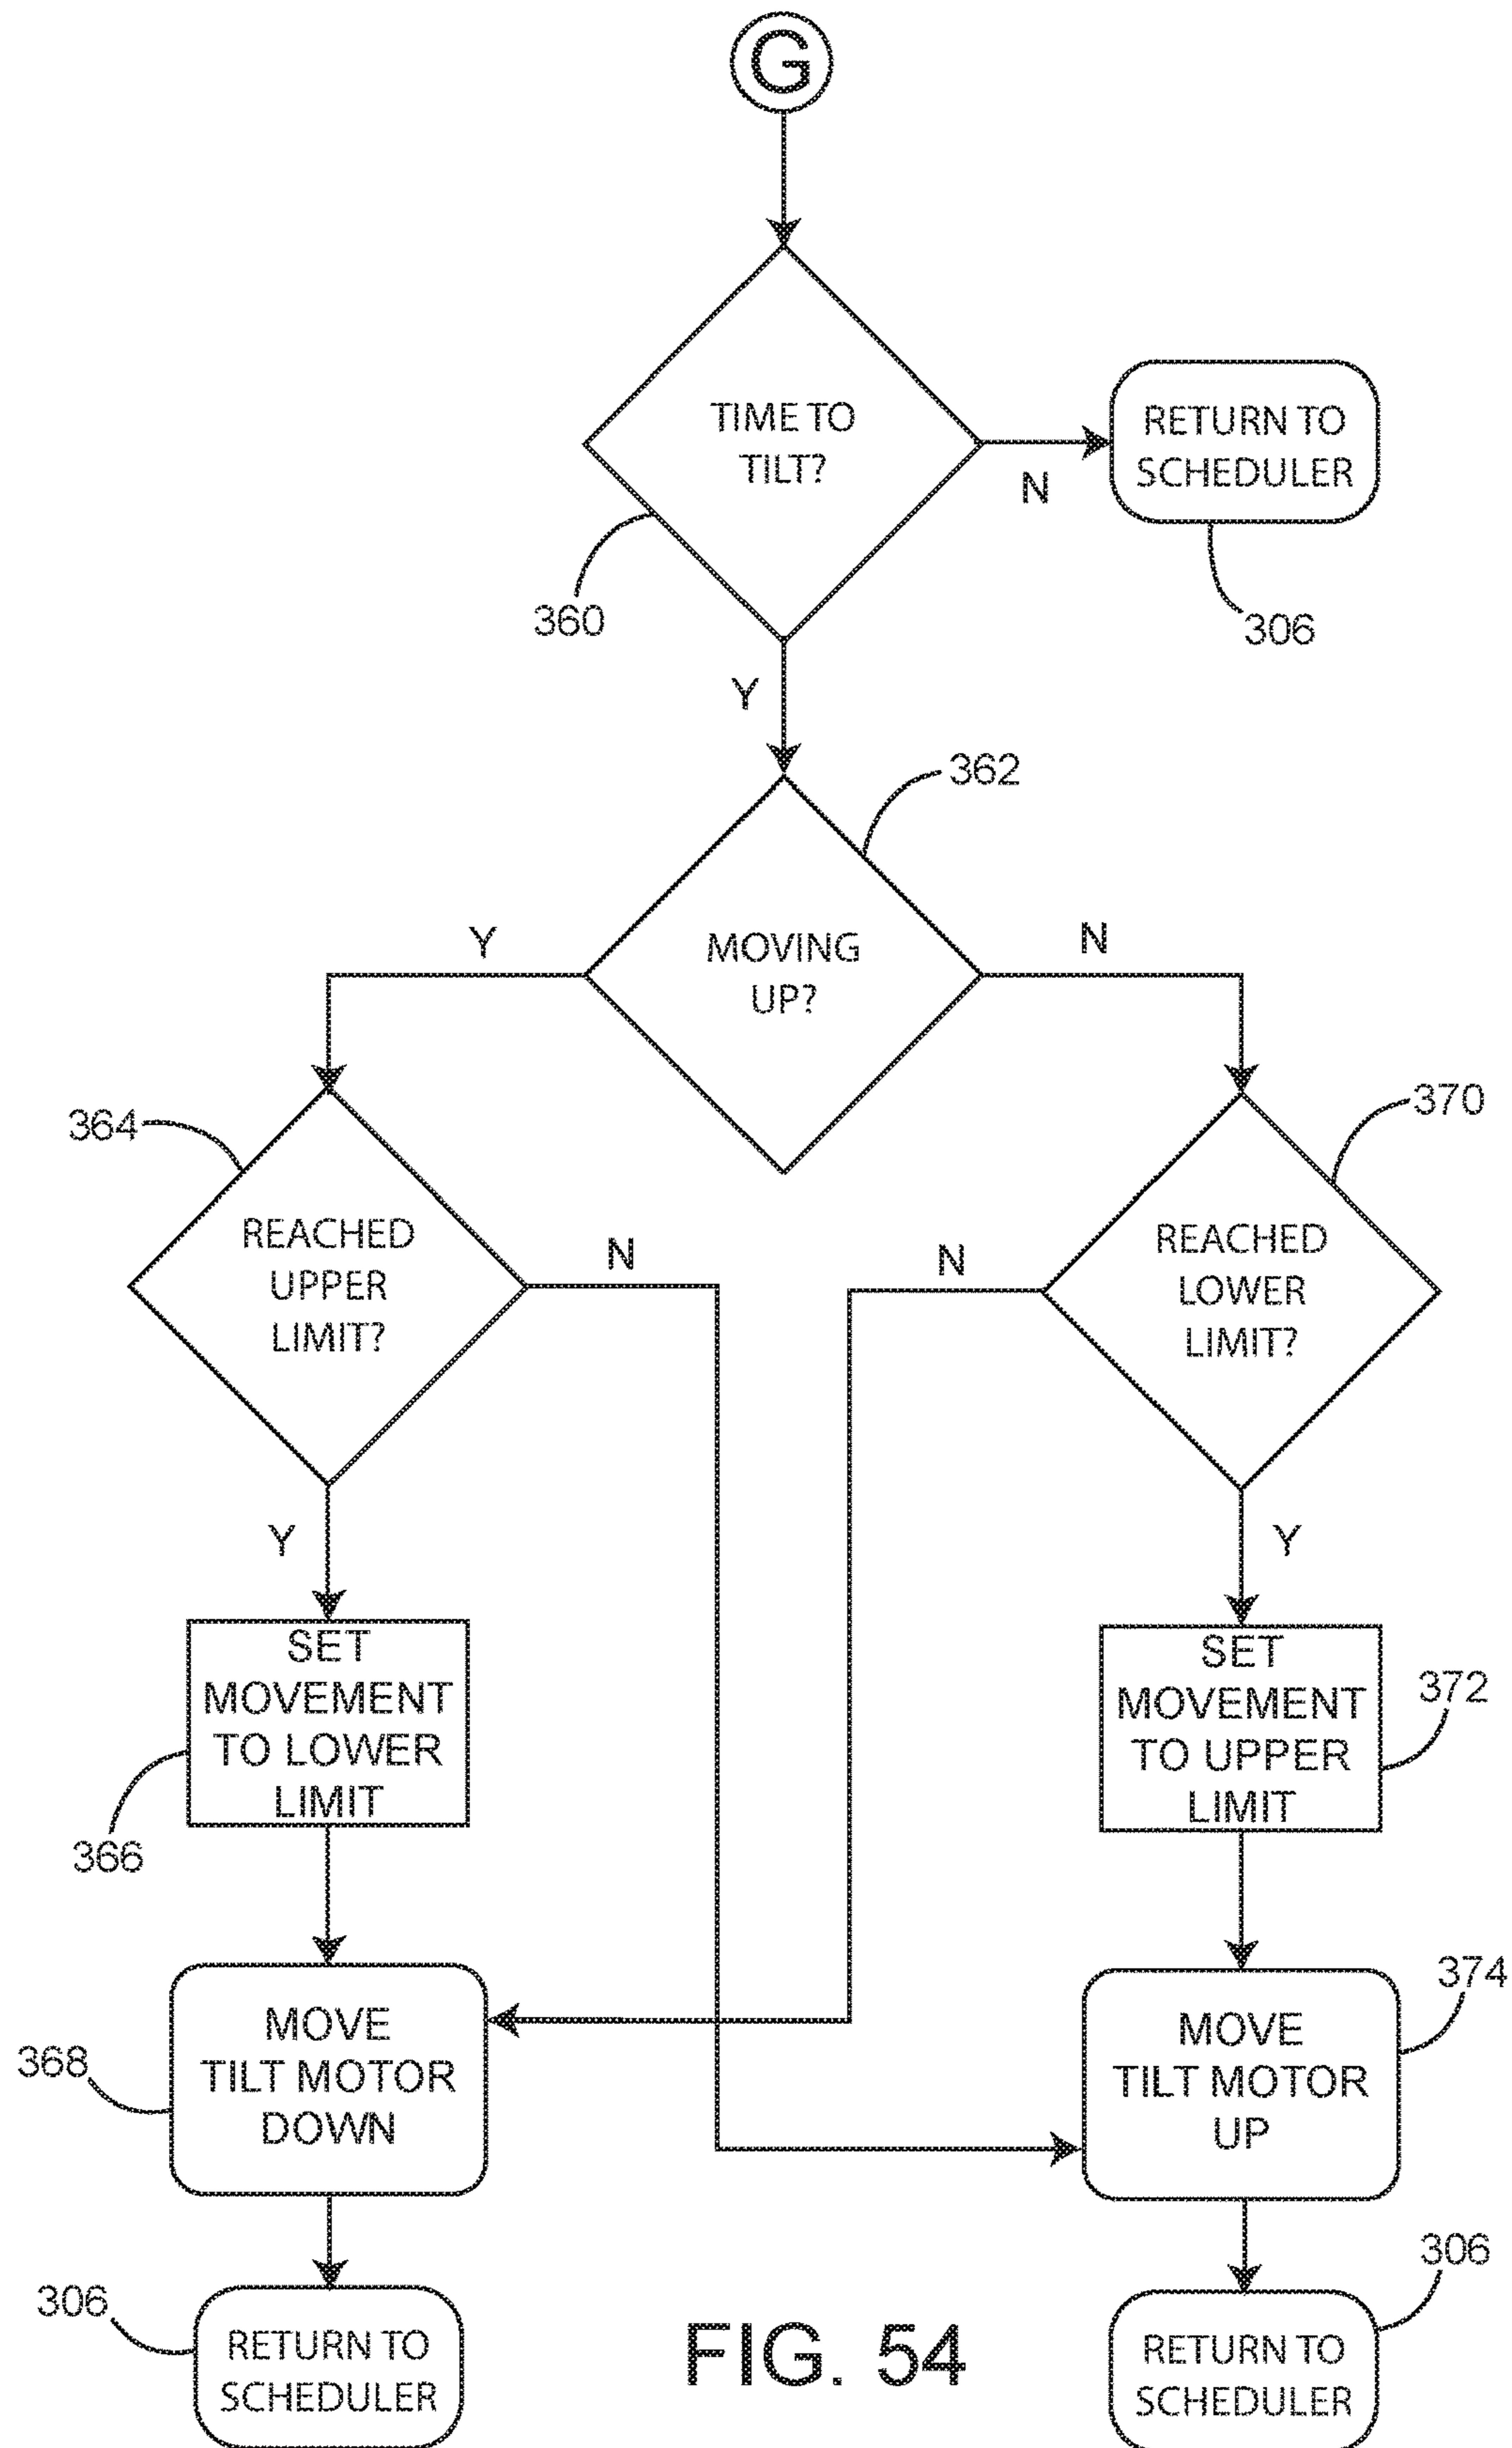 G
TIME TO
TILT?
N
RETURN TO
SCHEDULER
360
306
Y
362
MOVING
UP?
Y
N
364
REACHED
UPPER
LIMIT?
N
370
REACHED
LOWER
LIMIT?
N
Y
Y
SET
MOVEMENT
TO LOWER
LIMIT
366
SET
MOVEMENT
TO UPPER
LIMIT
372
MOVE
TILT MOTOR
DOWN
368
MOVE
TILT MOTOR
UP
374
306
RETURN TO
SCHEDULER
FIG. 54
306
RETURN TO
SCHEDULER